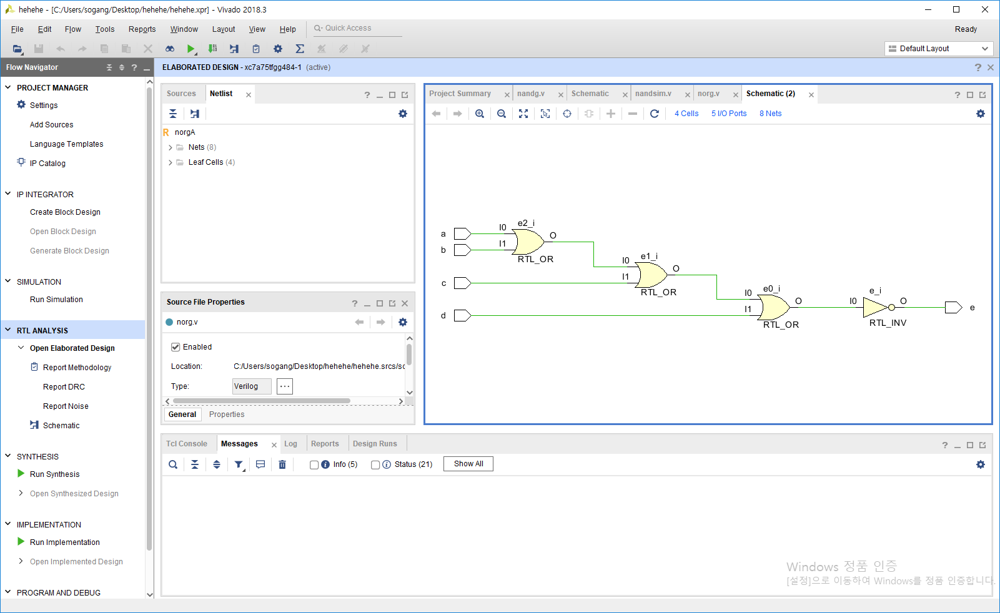 hehehe - [C:/Users/sogang/Desktop/hehehe/hehehe.xpr] - Vivado 2018.3
File Edit Flow Tools Reports Window Layout View Help Quick Access Ready
Default Layout
Flow Navigator
ELABORATED DESIGN - xc7a75tfgg484-1 (active)
PROJECT MANAGER
Settings
Add Sources
Language Templates
IP Catalog
IP INTEGRATOR
Create Block Design
Open Block Design
Generate Block Design
SIMULATION
Run Simulation
RTL ANALYSIS
Open Elaborated Design
Report Methodology
Report DRC
Report Noise
Schematic
SYNTHESIS
Run Synthesis
Open Synthesized Design
IMPLEMENTATION
Run Implementation
Open Implemented Design
PROGRAM AND DEBUG
Sources Netlist
R norgA
Nets (8)
Leaf Cells (4)
Source File Properties
norg.v
Enabled
Location: C:/Users/sogang/Desktop/hehehe/hehehe.srcs/sc
Type: Verilog ...
General Properties
Project Summary nandg.v Schematic nandsim.v norg.v Schematic (2)
4 Cells 5 I/O Ports 8 Nets
a I0 e2_i O
b I1 RTL_OR
I0 e1_i O
c I1 RTL_OR
I0 e0_i O
d I1 RTL_OR
I0 e_i O e
RTL_INV
Tcl Console Messages Log Reports Design Runs
Info (5) Status (21) Show All
Windows 정품 인증
[설정]으로 이동하여 Windows를 정품 인증합니다.